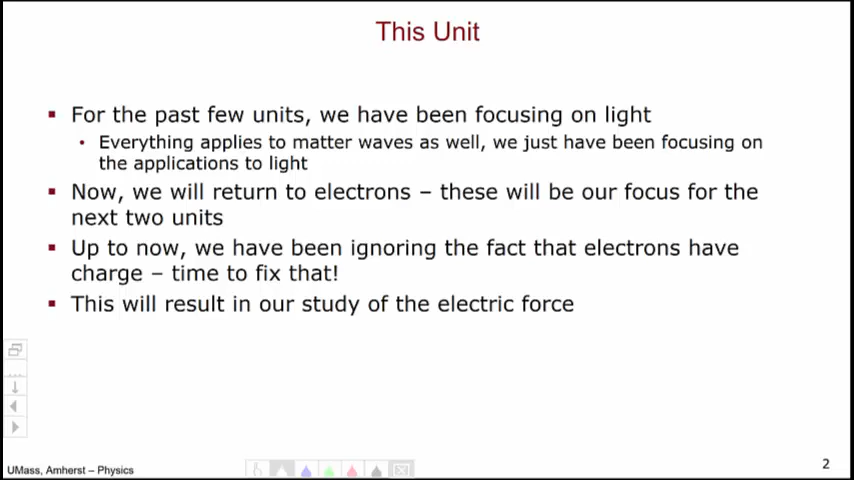 This Unit
▪ For the past few units, we have been focusing on light
• Everything applies to matter waves as well, we just have been focusing on
the applications to light
▪ Now, we will return to electrons – these will be our focus for the
next two units
▪ Up to now, we have been ignoring the fact that electrons have
charge – time to fix that!
▪ This will result in our study of the electric force
UMass, Amherst – Physics
2